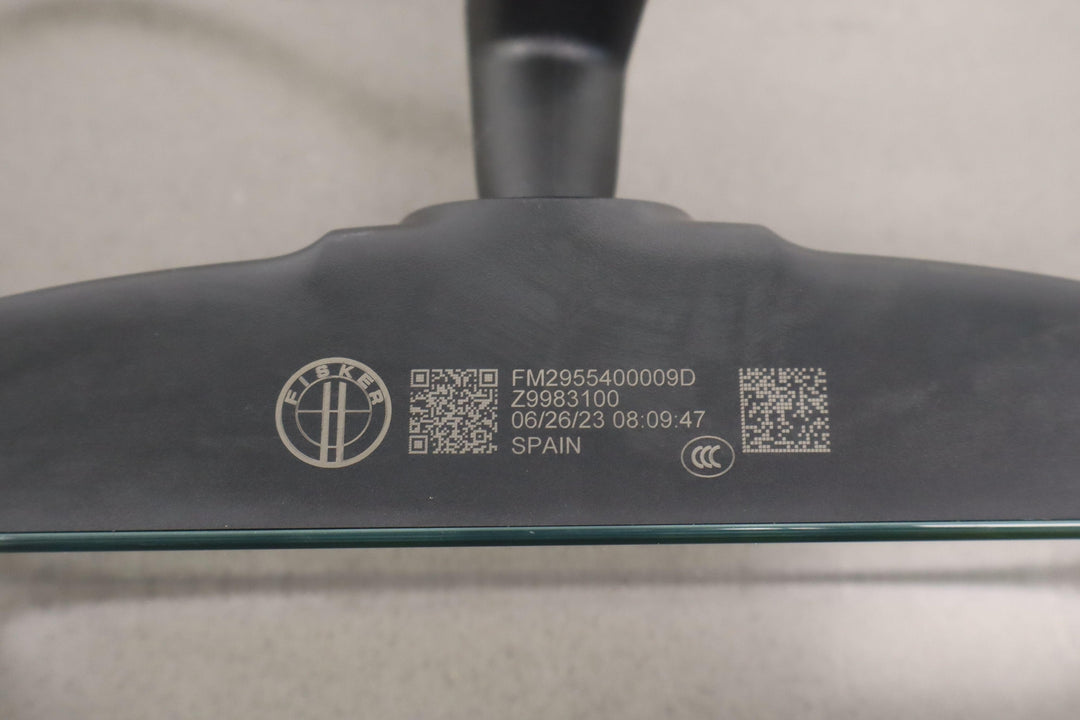 FISKER
FM2955400009D
Z9983100
06/26/23 08:09:47
SPAIN
CCC